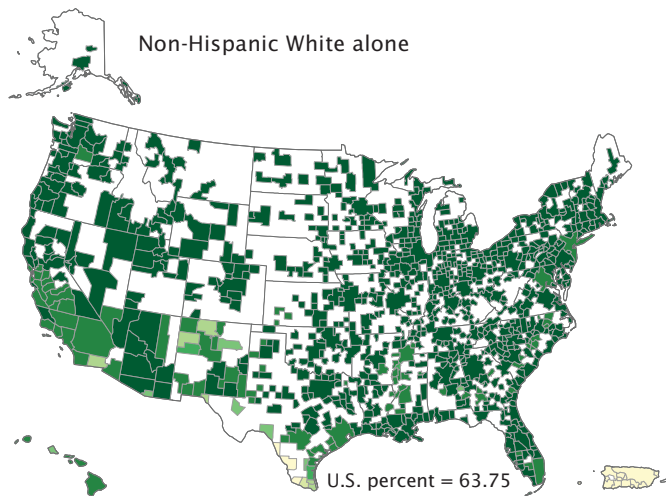 Non-Hispanic White alone
U.S. percent = 63.75